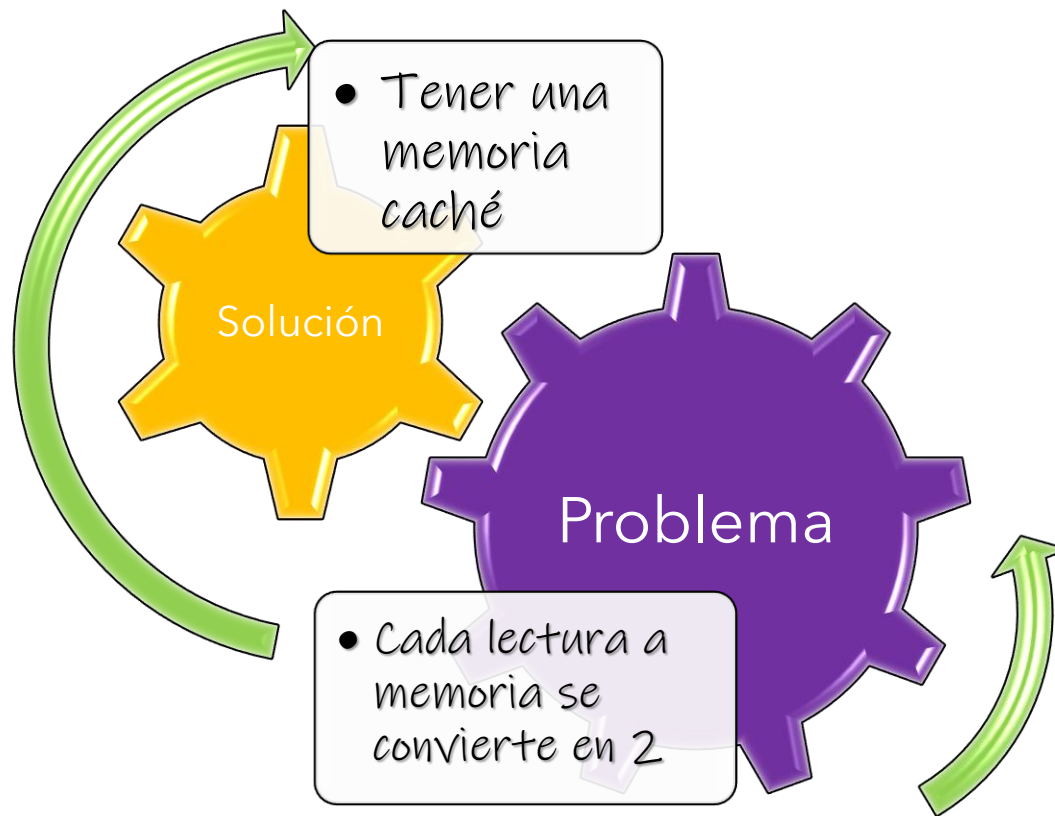 • Tener una
memoria
caché
Solución
Problema
• Cada lectura a
memoria se
convierte en 2